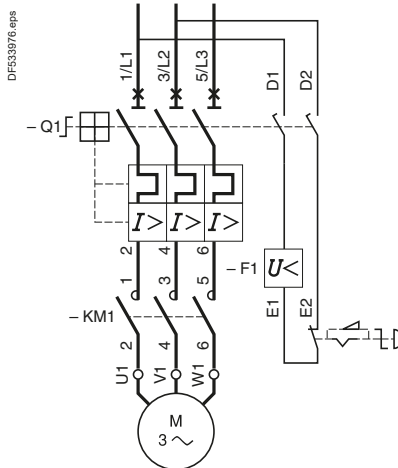 DF533976.eps
1/L1 3/L2 5/L3
D1 D2
– Q1
I> I> I>
2 4 6
– F1 U<
1 3 5
E1 E2
– KM1
2 4 6
U1 V1 W1
M
3